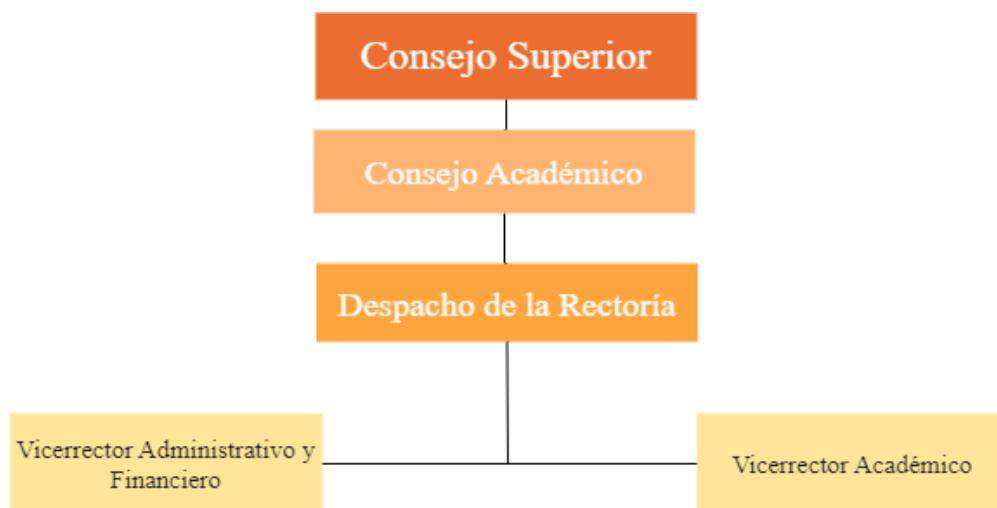 Consejo Superior
Consejo Académico
Despacho de la Rectoría
Vicerrector Administrativo y
Financiero
Vicerrector Académico